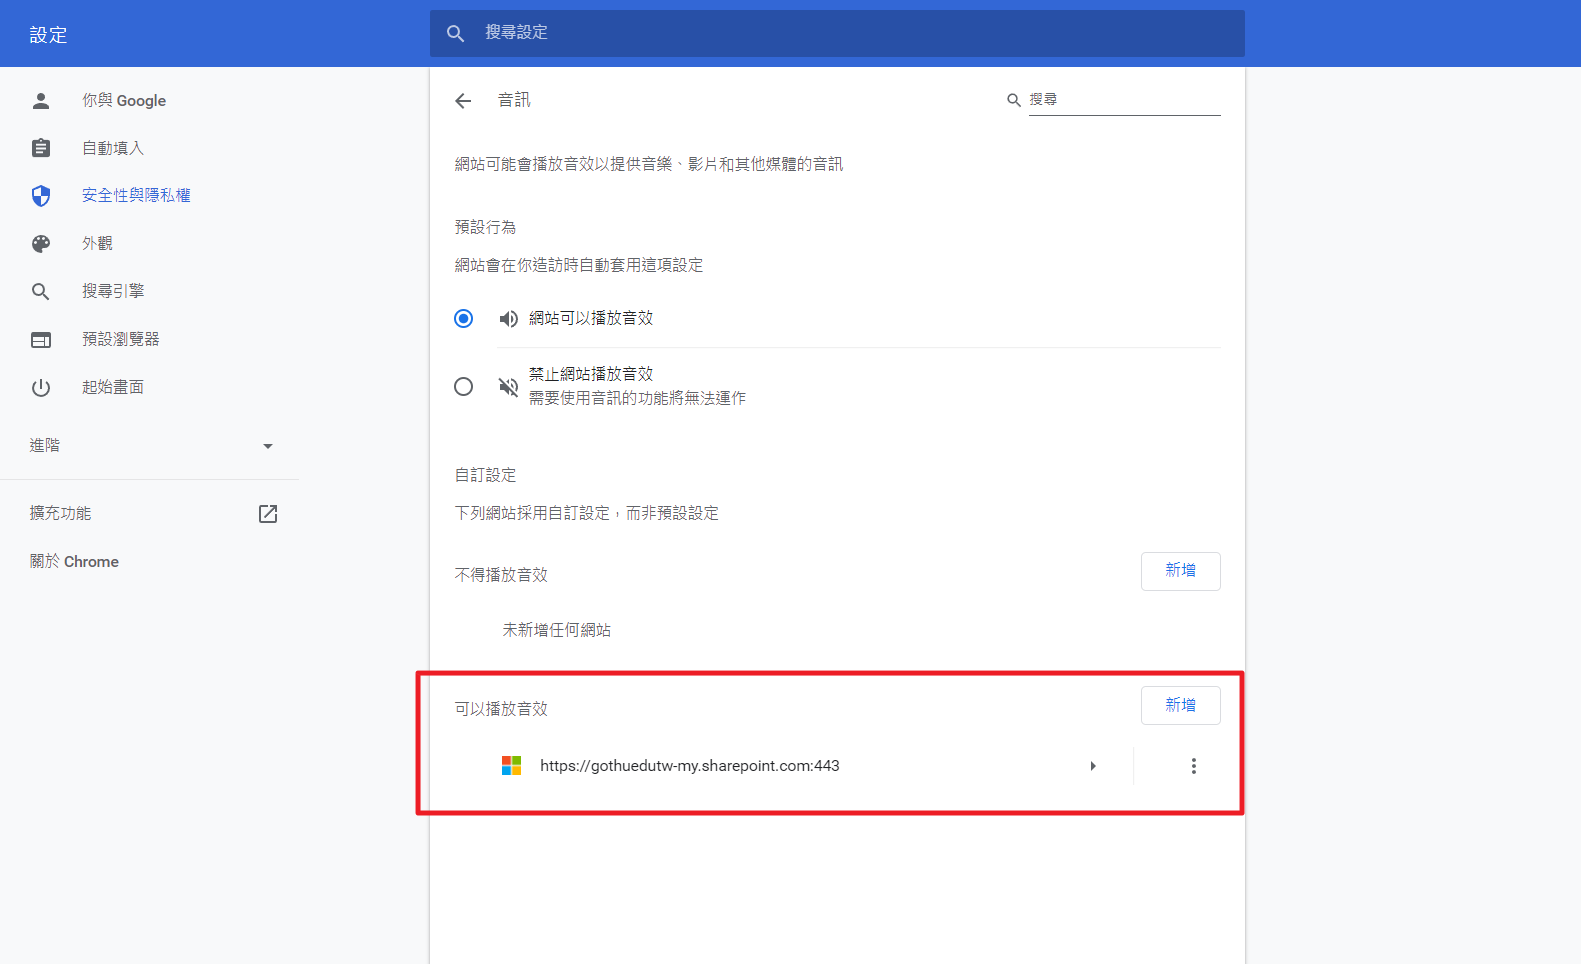 設定
搜尋設定
你與 Google
自動填入
安全性與隱私權
外觀
搜尋引擎
預設瀏覽器
起始畫面
進階
擴充功能
關於 Chrome
音訊
搜尋
網站可能會播放音效以提供音樂、影片和其他媒體的音訊
預設行為
網站會在你造訪時自動套用這項設定
網站可以播放音效
禁止網站播放音效
需要使用音訊的功能將無法運作
自訂設定
下列網站採用自訂設定，而非預設設定
不得播放音效
新增
未新增任何網站
可以播放音效
新增
https://gothuedutw-my.sharepoint.com:443